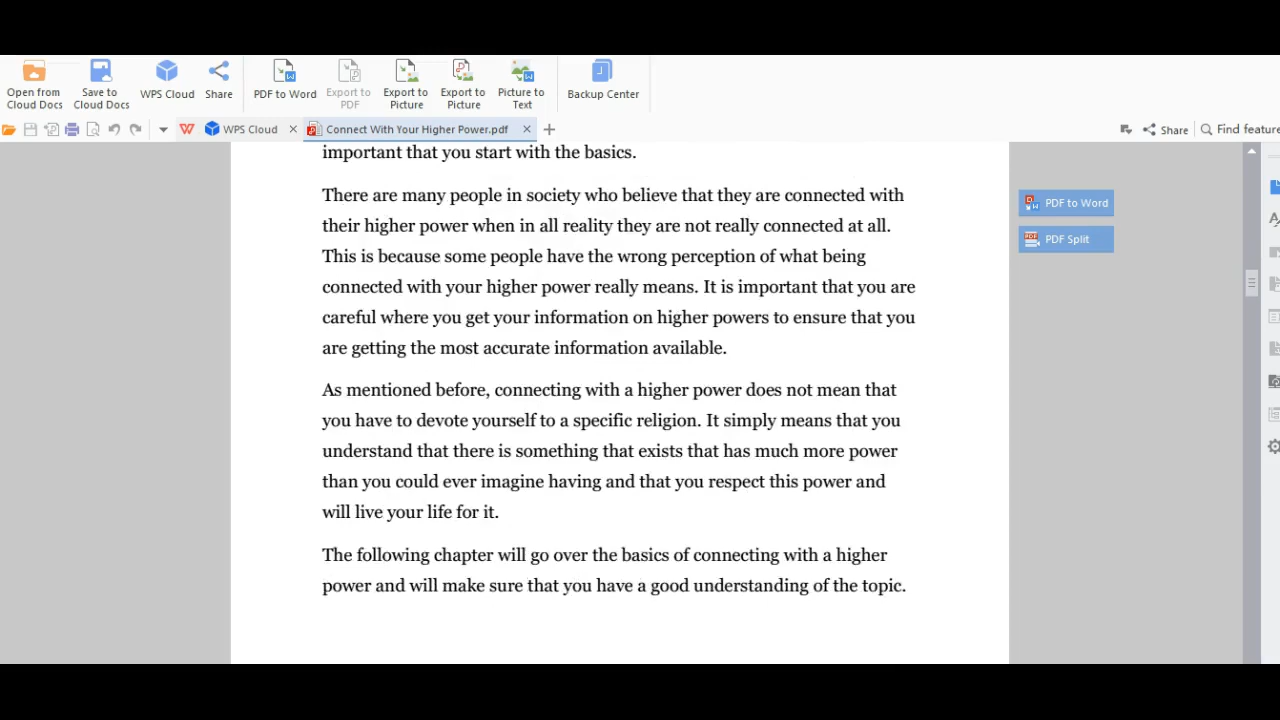 Open from Cloud Docs
Save to Cloud Docs
WPS Cloud
Share
PDF to Word
Export to PDF
Export to Picture
Export to Picture
Picture to Text
Backup Center
WPS Cloud
Connect With Your Higher Power.pdf
Share
Find feature
important that you start with the basics.
There are many people in society who believe that they are connected with
their higher power when in all reality they are not really connected at all.
This is because some people have the wrong perception of what being
connected with your higher power really means. It is important that you are
careful where you get your information on higher powers to ensure that you
are getting the most accurate information available.
As mentioned before, connecting with a higher power does not mean that
you have to devote yourself to a specific religion. It simply means that you
understand that there is something that exists that has much more power
than you could ever imagine having and that you respect this power and
will live your life for it.
The following chapter will go over the basics of connecting with a higher
power and will make sure that you have a good understanding of the topic.
PDF to Word
PDF Split